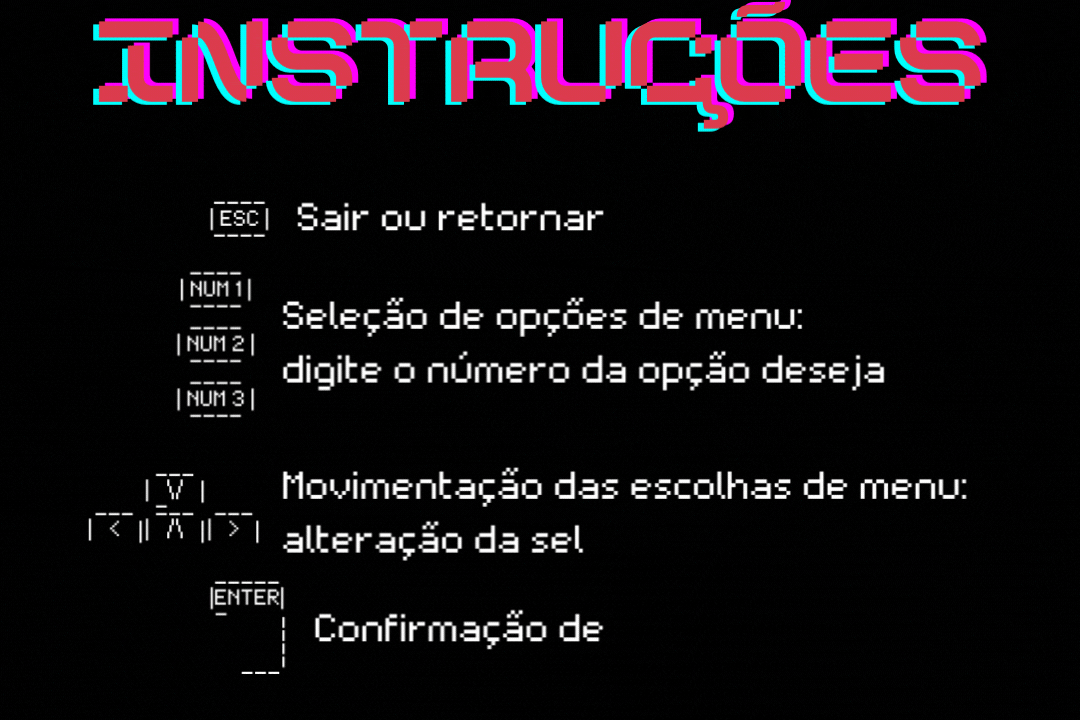 INSTRUÇÕES
|ESC| Sair ou retornar
|NUM 1|
Seleção de opções de menu:
|NUM 2|
digite o número da opção deseja
|NUM 3|
Movimentação das escolhas de menu:
| \/ |
| < || /\ || > |
alteração da sel
|ENTER|
Confirmação de